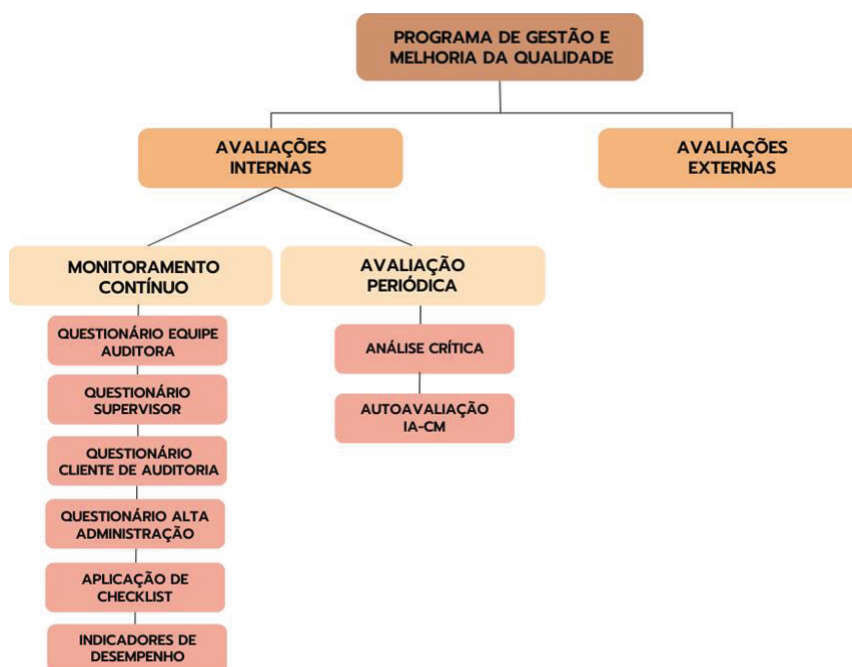 PROGRAMA DE GESTÃO E
MELHORIA DA QUALIDADE
AVALIAÇÕES
INTERNAS
AVALIAÇÕES
EXTERNAS
MONITORAMENTO
CONTÍNUO
AVALIAÇÃO
PERIÓDICA
QUESTIONÁRIO EQUIPE
AUDITORA
QUESTIONÁRIO
SUPERVISOR
QUESTIONÁRIO
CLIENTE DE AUDITORIA
QUESTIONÁRIO ALTA
ADMINISTRAÇÃO
APLICAÇÃO DE
CHECKLIST
INDICADORES DE
DESEMPENHO
ANÁLISE CRÍTICA
AUTOAVALIAÇÃO
IA-CM